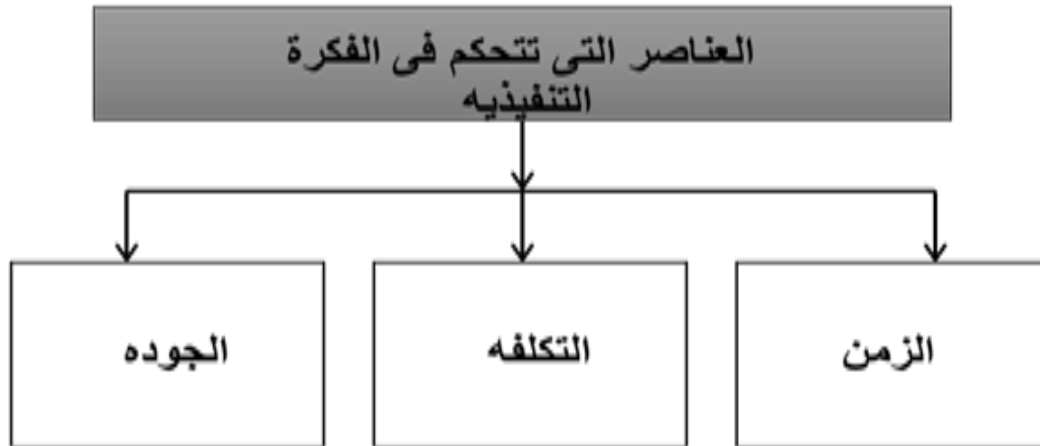 العناصر التى تتحكم فى الفكرة
التنفيذيه
الزمن
التكلفه
الجوده